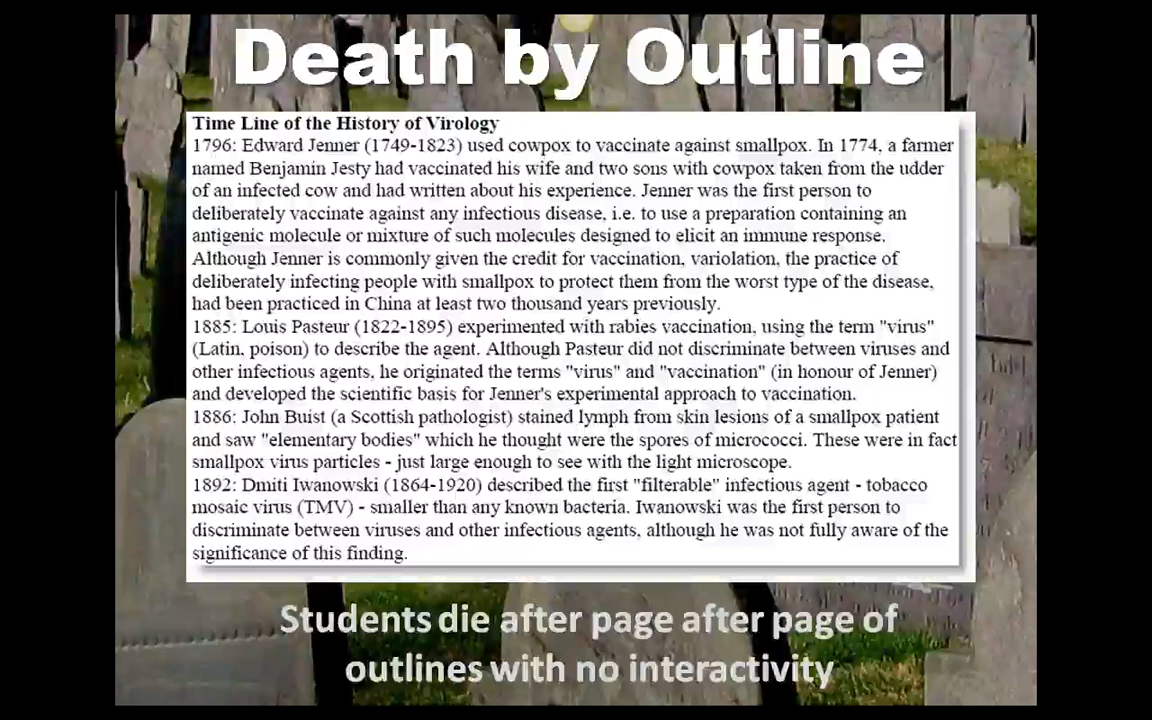 Death by Outline
Time Line of the History of Virology
1796: Edward Jenner (1749-1823) used cowpox to vaccinate against smallpox. In 1774, a farmer
named Benjamin Jesty had vaccinated his wife and two sons with cowpox taken from the udder
of an infected cow and had written about his experience. Jenner was the first person to
deliberately vaccinate against any infectious disease, i.e. to use a preparation containing an
antigenic molecule or mixture of such molecules designed to elicit an immune response.
Although Jenner is commonly given the credit for vaccination, variolation, the practice of
deliberately infecting people with smallpox to protect them from the worst type of the disease,
had been practiced in China at least two thousand years previously.
1885: Louis Pasteur (1822-1895) experimented with rabies vaccination, using the term "virus"
(Latin, poison) to describe the agent. Although Pasteur did not discriminate between viruses and
other infectious agents, he originated the terms "virus" and "vaccination" (in honour of Jenner)
and developed the scientific basis for Jenner's experimental approach to vaccination.
1886: John Buist (a Scottish pathologist) stained lymph from skin lesions of a smallpox patient
and saw "elementary bodies" which he thought were the spores of micrococci. These were in fact
smallpox virus particles - just large enough to see with the light microscope.
1892: Dmiti Iwanowski (1864-1920) described the first "filterable" infectious agent - tobacco
mosaic virus (TMV) - smaller than any known bacteria. Iwanowski was the first person to
discriminate between viruses and other infectious agents, although he was not fully aware of the
significance of this finding.
Students die after page after page of
outlines with no interactivity